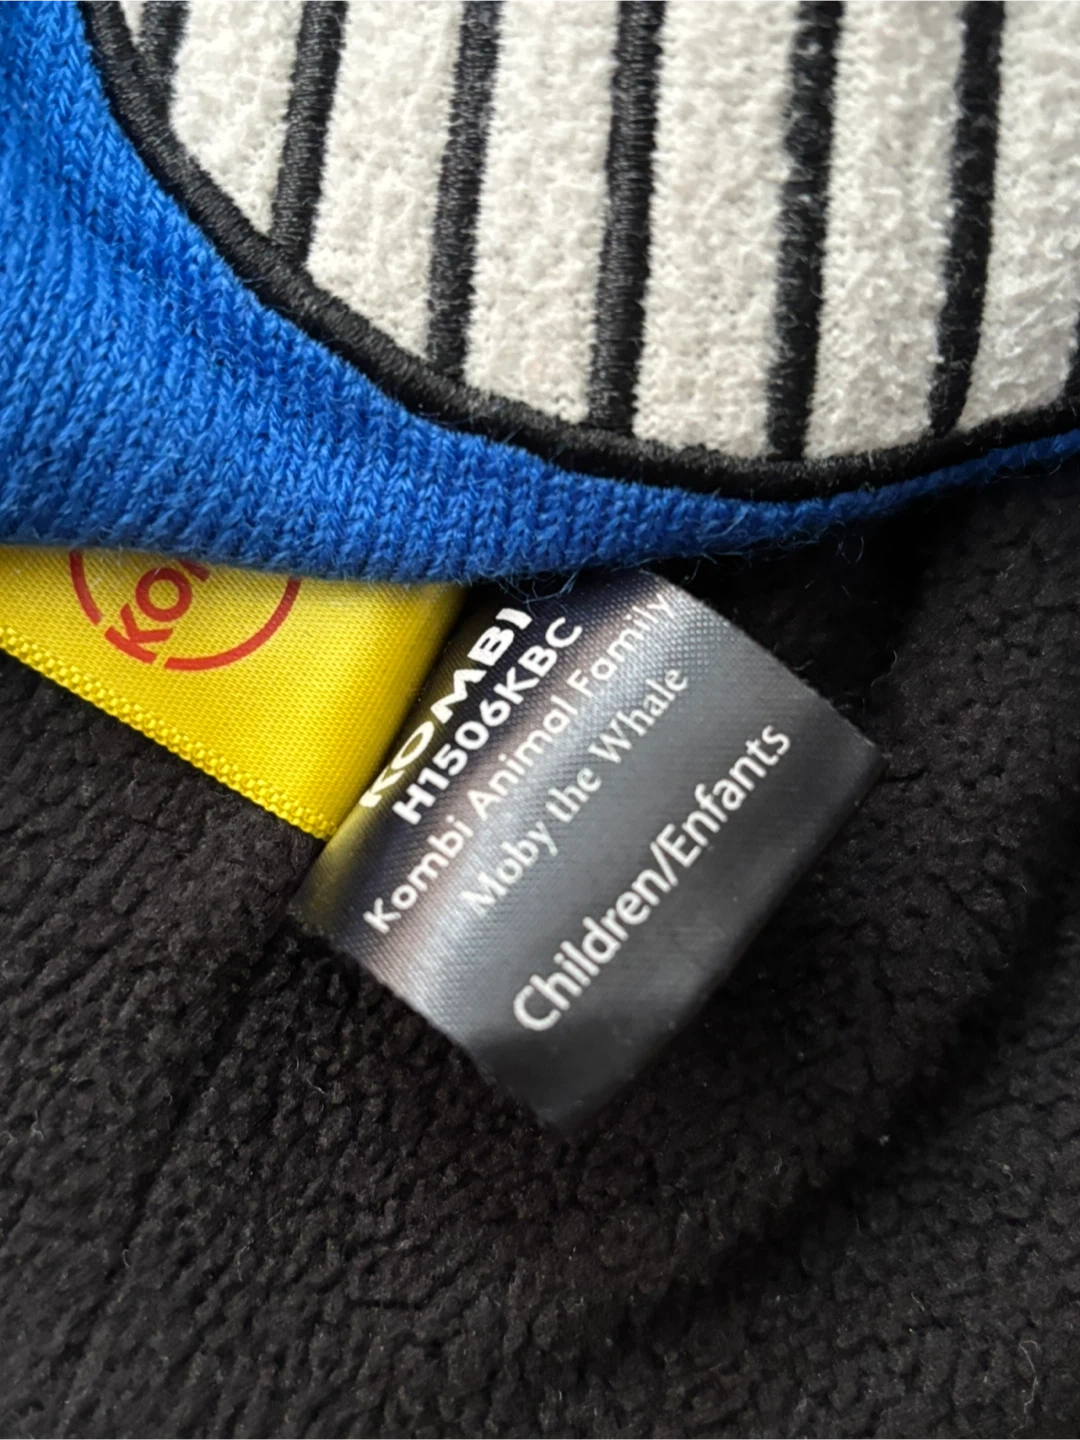 KOMBI
H1506KBC
Kombi Animal Family
Moby the Whale
Children/Enfants